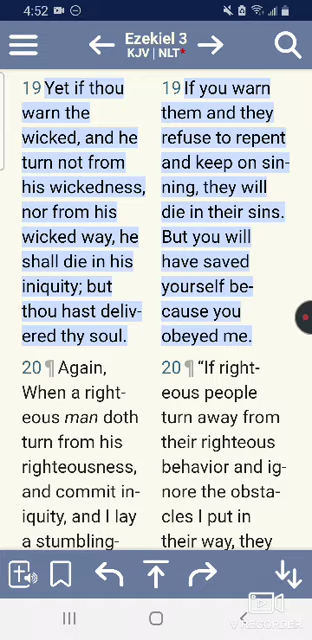 4:52
Ezekiel 3
KJV | NLT*
19 Yet if thou
warn the
wicked, and he
turn not from
his wickedness,
nor from his
wicked way, he
shall die in his
iniquity; but
thou hast deliv-
ered thy soul.
20 ¶ Again,
When a right-
eous man doth
turn from his
righteousness,
and commit in-
iquity, and I lay
a stumbling-
19 If you warn
them and they
refuse to repent
and keep on sin-
ning, they will
die in their sins.
But you will
have saved
yourself be-
cause you
obeyed me.
20 ¶ “If right-
eous people
turn away from
their righteous
behavior and ig-
nore the obsta-
cles I put in
their way, they
V RECORDER